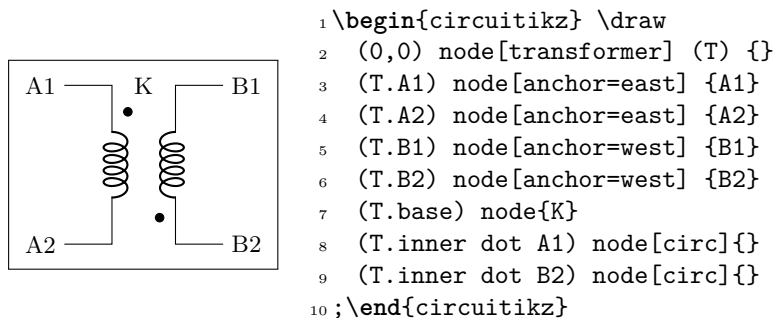 A1 K B1
A2 B2
1 \begin{circuitikz} \draw
2 (0,0) node[transformer] (T) {}
3 (T.A1) node[anchor=east] {A1}
4 (T.A2) node[anchor=east] {A2}
5 (T.B1) node[anchor=west] {B1}
6 (T.B2) node[anchor=west] {B2}
7 (T.base) node{K}
8 (T.inner dot A1) node[circ]{}
9 (T.inner dot B2) node[circ]{}
10 ;\end{circuitikz}